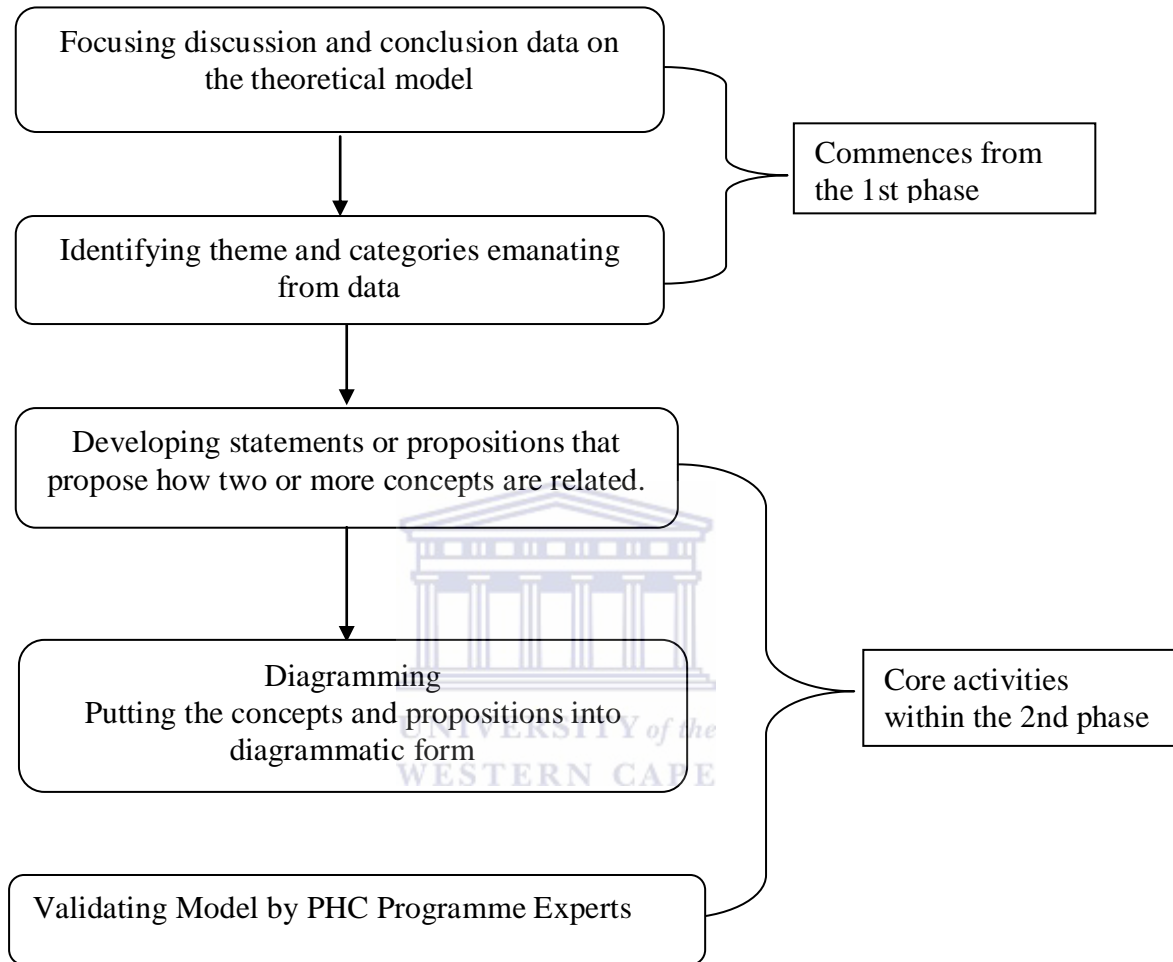 Focusing discussion and conclusion data on
the theoretical model
Commences from
the 1st phase
Identifying theme and categories emanating
from data
Developing statements or propositions that
propose how two or more concepts are related.
Diagramming
Putting the concepts and propositions into
diagrammatic form
Core activities
within the 2nd phase
UNIVERSITY of the
WESTERN CAPE
Validating Model by PHC Programme Experts